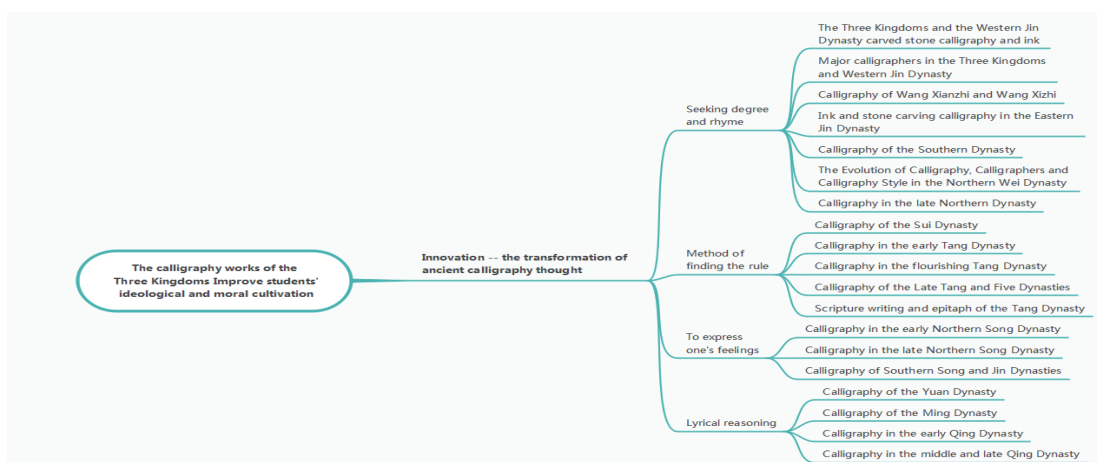 The calligraphy works of the
Three Kingdoms Improve students'
ideological and moral cultivation
Innovation -- the transformation of
ancient calligraphy thought
Seeking degree
and rhyme
The Three Kingdoms and the Western Jin
Dynasty carved stone calligraphy and ink
Major calligraphers in the Three Kingdoms
and Western Jin Dynasty
Calligraphy of Wang Xianzhi and Wang Xizhi
Ink and stone carving calligraphy in the Eastern
Jin Dynasty
Calligraphy of the Southern Dynasty
The Evolution of Calligraphy, Calligraphers and
Calligraphy Style in the Northern Wei Dynasty
Calligraphy in the late Northern Dynasty
Method of
finding the rule
Calligraphy of the Sui Dynasty
Calligraphy in the early Tang Dynasty
Calligraphy in the flourishing Tang Dynasty
Calligraphy of the Late Tang and Five Dynasties
Scripture writing and epitaph of the Tang Dynasty
To express
one's feelings
Calligraphy in the early Northern Song Dynasty
Calligraphy in the late Northern Song Dynasty
Calligraphy of Southern Song and Jin Dynasties
Lyrical reasoning
Calligraphy of the Yuan Dynasty
Calligraphy of the Ming Dynasty
Calligraphy in the early Qing Dynasty
Calligraphy in the middle and late Qing Dynasty